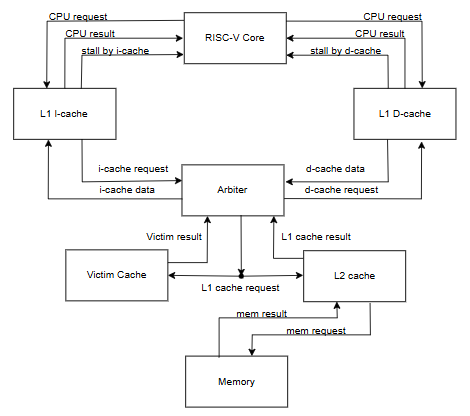 CPU request
CPU request
CPU result
RISC-V Core
CPU result
stall by i-cache
stall by d-cache
L1 I-cache
L1 D-cache
i-cache request
d-cache data
i-cache data
Arbiter
d-cache request
Victim result
L1 cache result
Victim Cache
L2 cache
L1 cache request
mem result
mem request
Memory